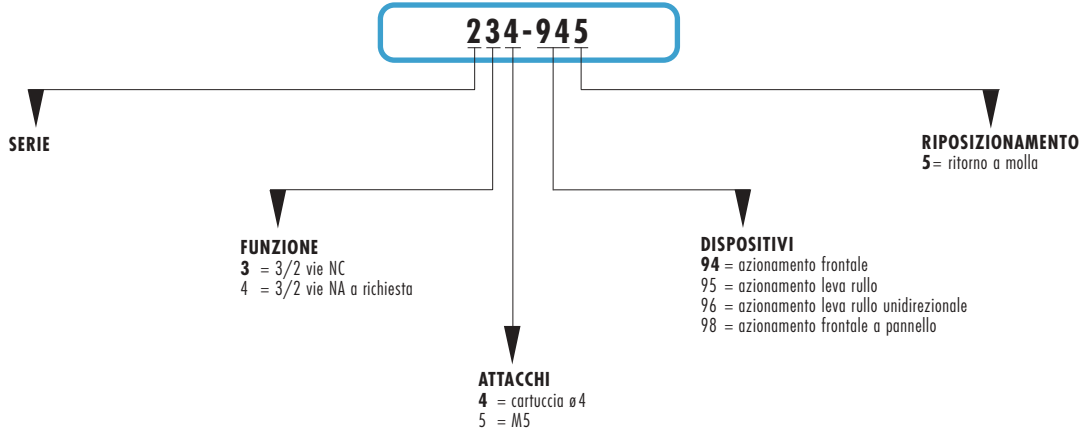 234-945
SERIE
RIPOSIZIONAMENTO
5= ritorno a molla
FUNZIONE
3 = 3/2 vie NC
4 = 3/2 vie NA a richiesta
DISPOSITIVI
94 = azionamento frontale
95 = azionamento leva rullo
96 = azionamento leva rullo unidirezionale
98 = azionamento frontale a pannello
ATTACCHI
4 = cartuccia ø4
5 = M5